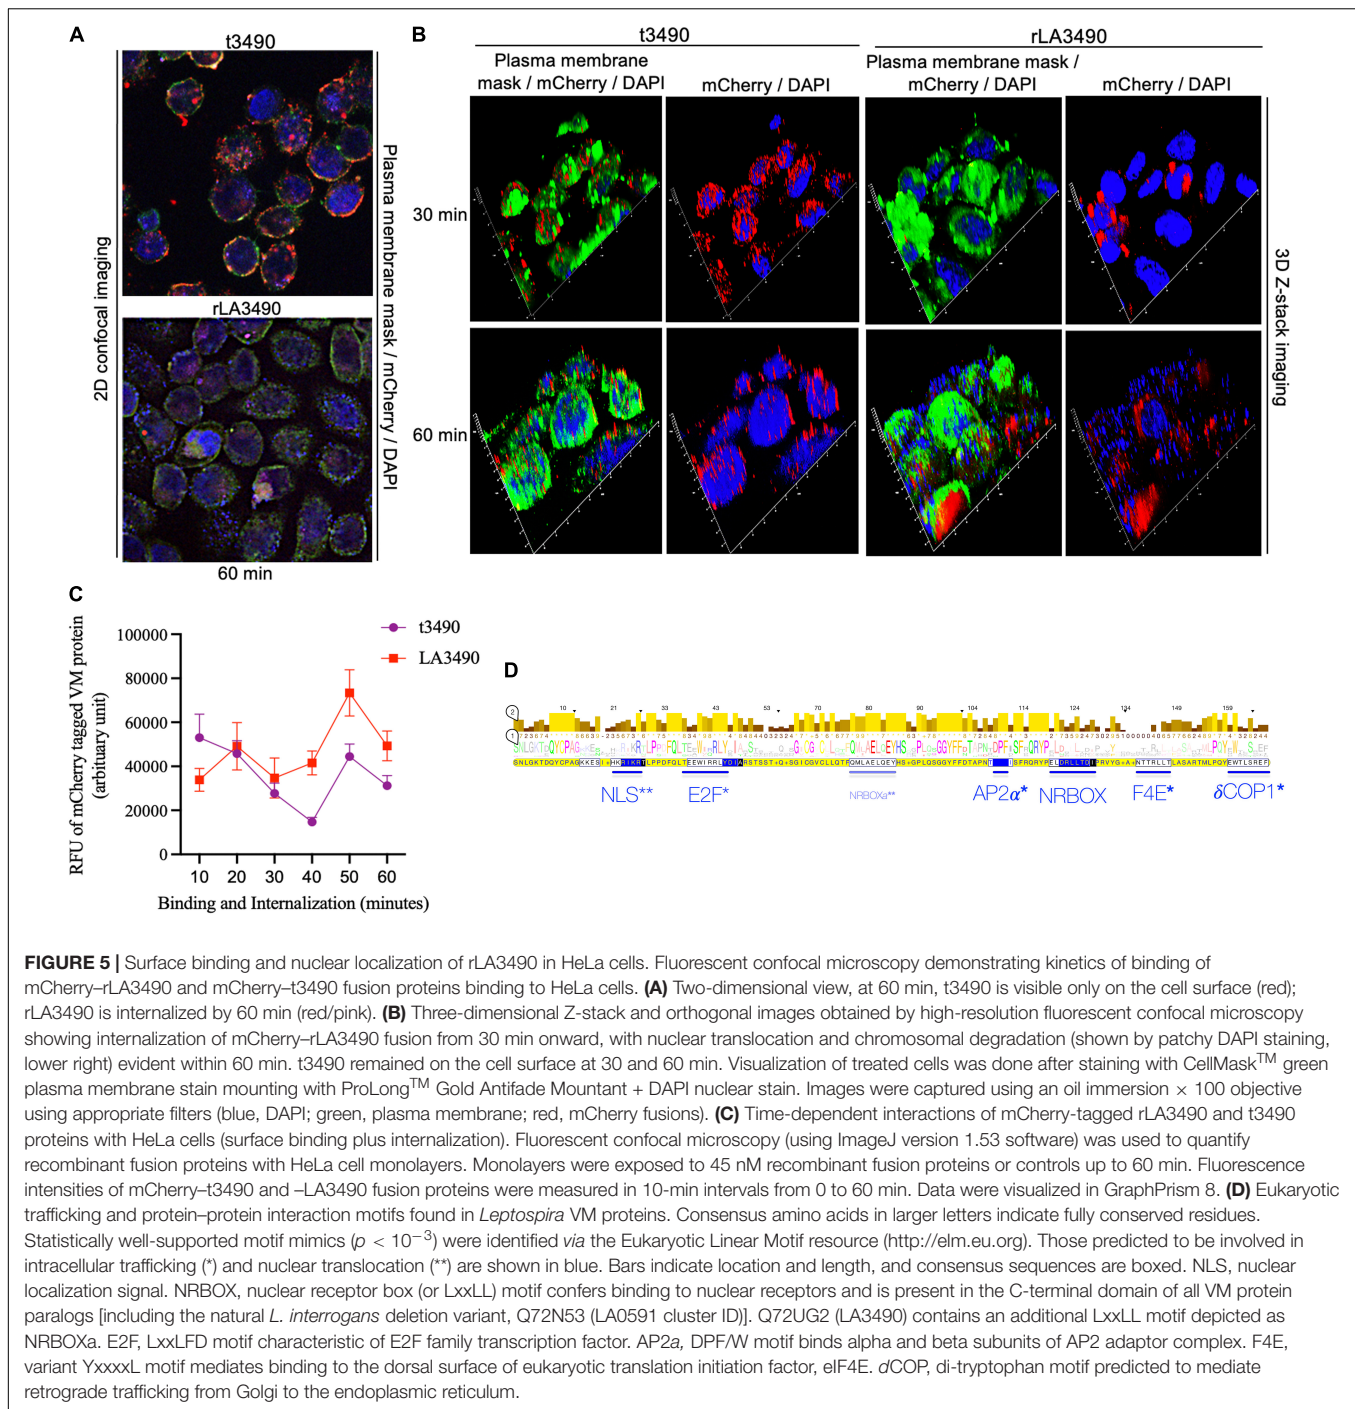 A
t3490
rLA3490
2D confocal imaging
Plasma membrane mask / mCherry / DAPI
60 min
B
t3490
rLA3490
Plasma membrane
mask / mCherry / DAPI
mCherry / DAPI
Plasma membrane mask /
mCherry / DAPI
mCherry / DAPI
30 min
60 min
3D Z-stack imaging
C
RFU of mCherry tagged VM protein
(arbituary unit)
100000
80000
60000
40000
20000
0
10 20 30 40 50 60
Binding and Internalization (minutes)
t3490
LA3490
D
10 21 33 43 60 70 80 94 104 114 124 134 149 159
NLS** E2F* NRBOXa** AP2α* NRBOX F4E* δCOP1*
FIGURE 5 | Surface binding and nuclear localization of rLA3490 in HeLa cells. Fluorescent confocal microscopy demonstrating kinetics of binding of
mCherry–rLA3490 and mCherry–t3490 fusion proteins binding to HeLa cells. (A) Two-dimensional view, at 60 min, t3490 is visible only on the cell surface (red);
rLA3490 is internalized by 60 min (red/pink). (B) Three-dimensional Z-stack and orthogonal images obtained by high-resolution fluorescent confocal microscopy
showing internalization of mCherry–rLA3490 fusion from 30 min onward, with nuclear translocation and chromosomal degradation (shown by patchy DAPI staining,
lower right) evident within 60 min. t3490 remained on the cell surface at 30 and 60 min. Visualization of treated cells was done after staining with CellMask™ green
plasma membrane stain mounting with ProLong™ Gold Antifade Mountant + DAPI nuclear stain. Images were captured using an oil immersion × 100 objective
using appropriate filters (blue, DAPI; green, plasma membrane; red, mCherry fusions). (C) Time-dependent interactions of mCherry-tagged rLA3490 and t3490
proteins with HeLa cells (surface binding plus internalization). Fluorescent confocal microscopy (using ImageJ version 1.53 software) was used to quantify
recombinant fusion proteins with HeLa cell monolayers. Monolayers were exposed to 45 nM recombinant fusion proteins or controls up to 60 min. Fluorescence
intensities of mCherry–t3490 and –LA3490 fusion proteins were measured in 10-min intervals from 0 to 60 min. Data were visualized in GraphPrism 8. (D) Eukaryotic
trafficking and protein–protein interaction motifs found in Leptospira VM proteins. Consensus amino acids in larger letters indicate fully conserved residues.
Statistically well-supported motif mimics (p < 10⁻³) were identified via the Eukaryotic Linear Motif resource (http://elm.eu.org). Those predicted to be involved in
intracellular trafficking (*) and nuclear translocation (**) are shown in blue. Bars indicate location and length, and consensus sequences are boxed. NLS, nuclear
localization signal. NRBOX, nuclear receptor box (or LxxLL) motif confers binding to nuclear receptors and is present in the C-terminal domain of all VM protein
paralogs [including the natural L. interrogans deletion variant, Q72N53 (LA0591 cluster ID)]. Q72UG2 (LA3490) contains an additional LxxLL motif depicted as
NRBOXa. E2F, LxxLFD motif characteristic of E2F family transcription factor. AP2a, DPF/W motif binds alpha and beta subunits of AP2 adaptor complex. F4E,
variant YxxxxL motif mediates binding to the dorsal surface of eukaryotic translation initiation factor, eIF4E. dCOP, di-tryptophan motif predicted to mediate
retrograde trafficking from Golgi to the endoplasmic reticulum.